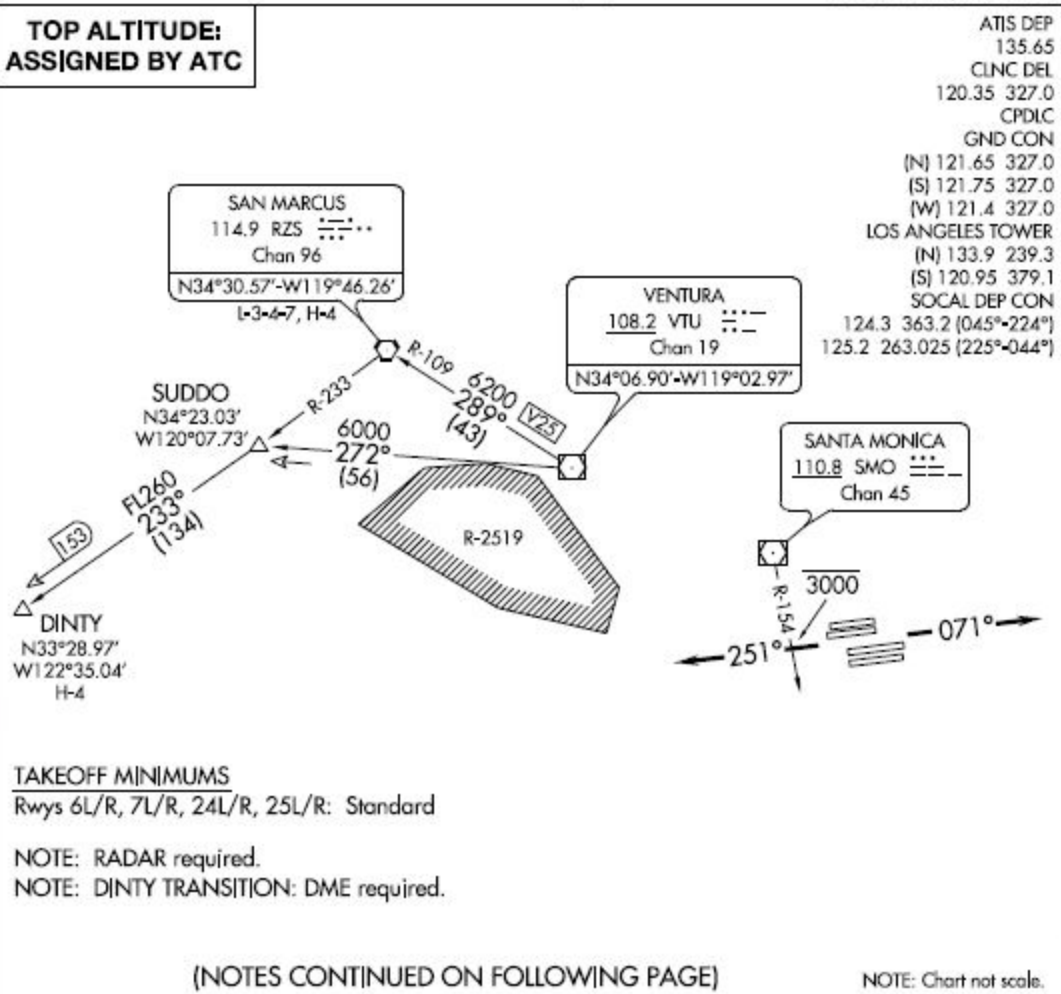 TOP ALTITUDE:
ASSIGNED BY ATC
ATIS DEP
135.65
CLNC DEL
120.35 327.0
CPDLC
GND CON
(N) 121.65 327.0
(S) 121.75 327.0
(W) 121.4 327.0
LOS ANGELES TOWER
(N) 133.9 239.3
(S) 120.95 379.1
SOCAL DEP CON
124.3 363.2 (045°-224°)
125.2 263.025 (225°-044°)
SAN MARCUS
114.9 RZS
Chan 96
N34°30.57'-W119°46.26'
L-3-4-7, H-4
VENTURA
108.2 VTU
Chan 19
N34°06.90'-W119°02.97'
SANTA MONICA
110.8 SMO
Chan 45
R-109
6200
289°
(43)
V25
R-233
SUDDO
N34°23.03'
W120°07.73'
6000
272°
(56)
FL260
233°
(134)
153
DINTY
N33°28.97'
W122°35.04'
H-4
R-2519
R-154
3000
251°
071°
TAKEOFF MINIMUMS
Rwys 6L/R, 7L/R, 24L/R, 25L/R: Standard
NOTE: RADAR required.
NOTE: DINTY TRANSITION: DME required.
(NOTES CONTINUED ON FOLLOWING PAGE)
NOTE: Chart not scale.